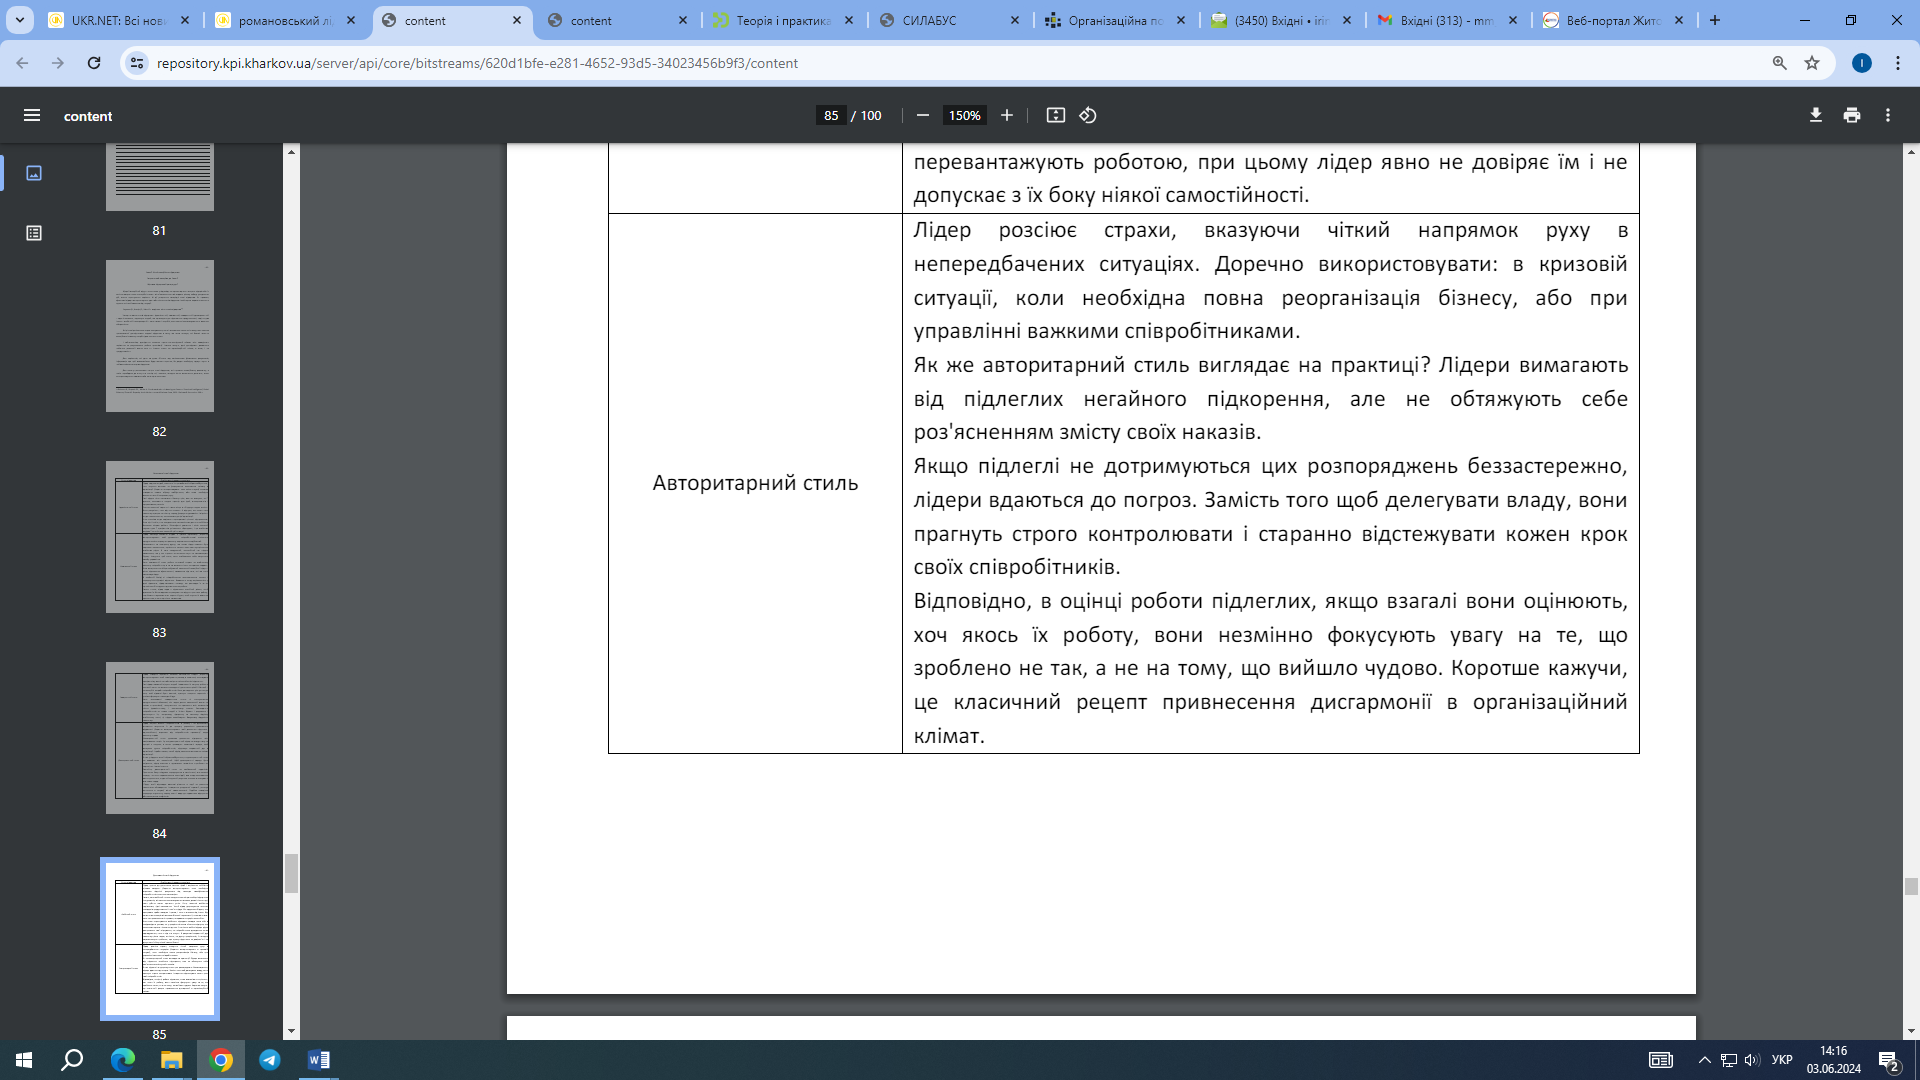 UKR.NET: Всі нов
романовський лі
content
content
Теорія і практика
СИЛАБУС
Організаційна по
(3450) Вхідні • iri
Вхідні (313) - mm
Веб-портал Жито
repository.kpi.kharkov.ua/server/api/core/bitstreams/620d1bfe-e281-4652-93d5-34023456b9f3/content
content
85 / 100
150%
81
82
83
84
85
перевантажують роботою, при цьому лідер явно не довіряє їм і не
допускає з їх боку ніякої самостійності.
Авторитарний стиль
Лідер розсіює страхи, вказуючи чіткий напрямок руху в
непередбачених ситуаціях. Доречно використовувати: в кризовій
ситуації, коли необхідна повна реорганізація бізнесу, або при
управлінні важкими співробітниками.
Як же авторитарний стиль виглядає на практиці? Лідери вимагають
від підлеглих негайного підкорення, але не обтяжують себе
роз'ясненням змісту своїх наказів.
Якщо підлеглі не дотримуються цих розпоряджень беззастережно,
лідери вдаються до погроз. Замість того щоб делегувати владу, вони
прагнуть строго контролювати і старанно відстежувати кожен крок
своїх співробітників.
Відповідно, в оцінці роботи підлеглих, якщо взагалі вони оцінюють,
хоч якось їх роботу, вони незмінно фокусують увагу на те, що
зроблено не так, а не на тому, що вийшло чудово. Коротше кажучи,
це класичний рецепт привнесення дисгармонії в організаційний
клімат.
УКР
14:16
03.06.2024
2